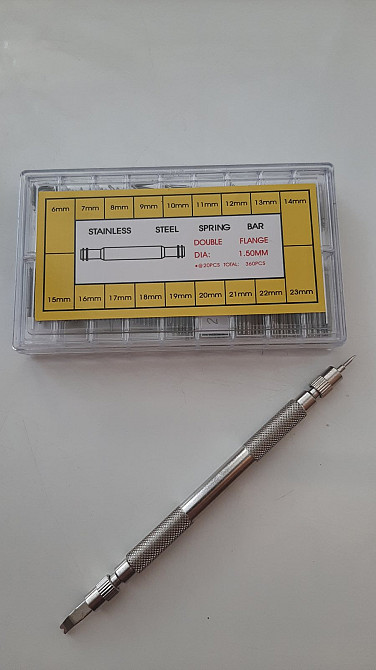 6mm 7mm 8mm 9mm 10mm 11mm 12mm 13mm 14mm
STAINLESS STEEL SPRING BAR
DOUBLE FLANGE
DIA: 1.50MM
•@20PCS TOTAL: 360PCS
15mm 16mm 17mm 18mm 19mm 20mm 21mm 22mm 23mm